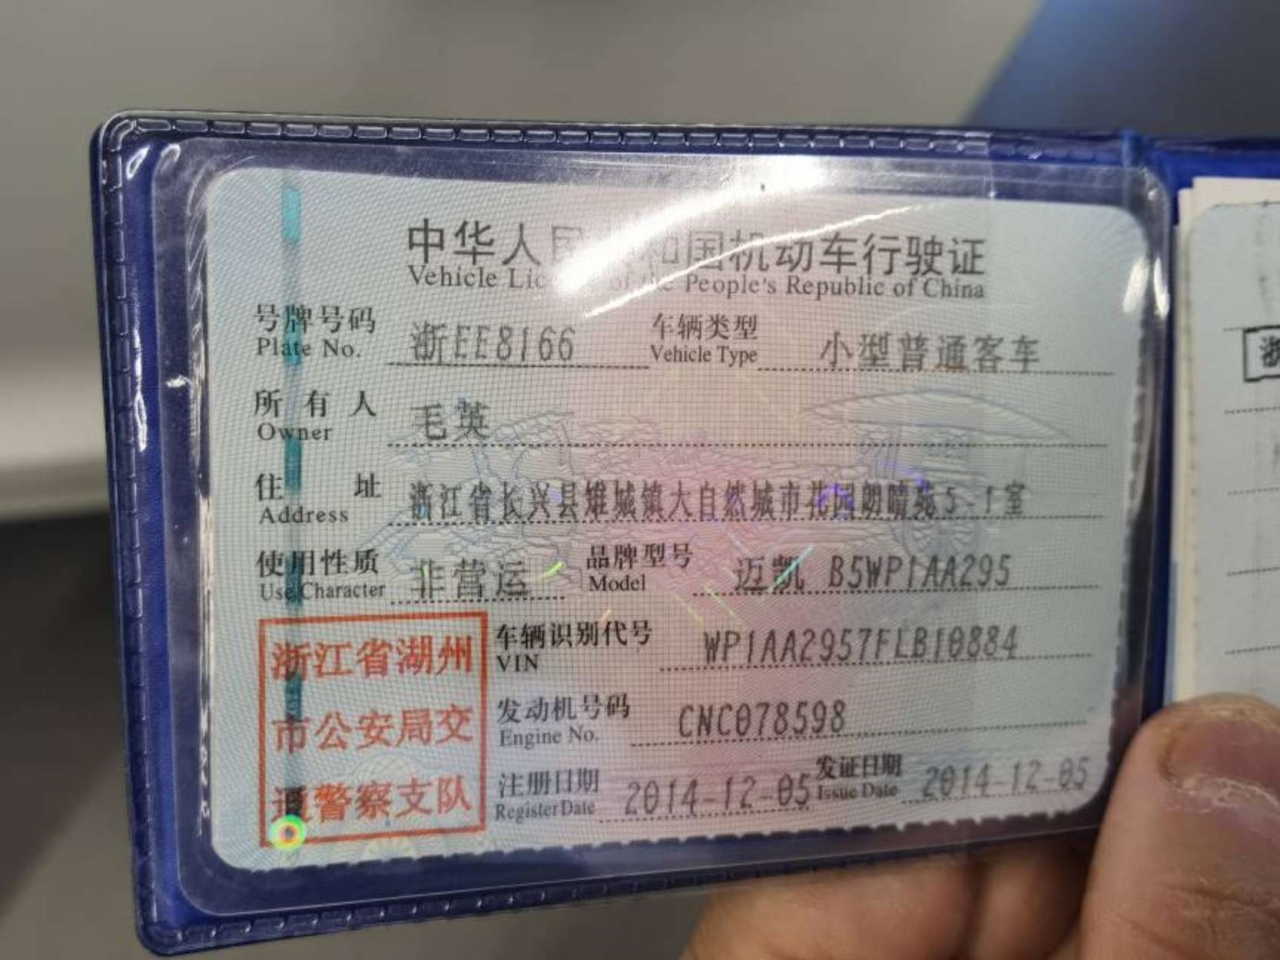 中华人民共和国机动车行驶证
Vehicle License of the People's Republic of China
号牌号码 浙EE8166 车辆类型 小型普通客车
Plate No. Vehicle Type
所有人 毛英
Owner
住址 浙江省长兴县雉城镇大自然城市花园朗晴苑5-1室
Address
使用性质 非营运 品牌型号 迈凯 B5WP1AA295
Use Character Model
浙江省湖州
市公安局交
通警察支队
车辆识别代号 WP1AA2957FLB10884
VIN
发动机号码 CNC078598
Engine No.
注册日期 2014-12-05 发证日期 2014-12-05
Register Date Issue Date
浙